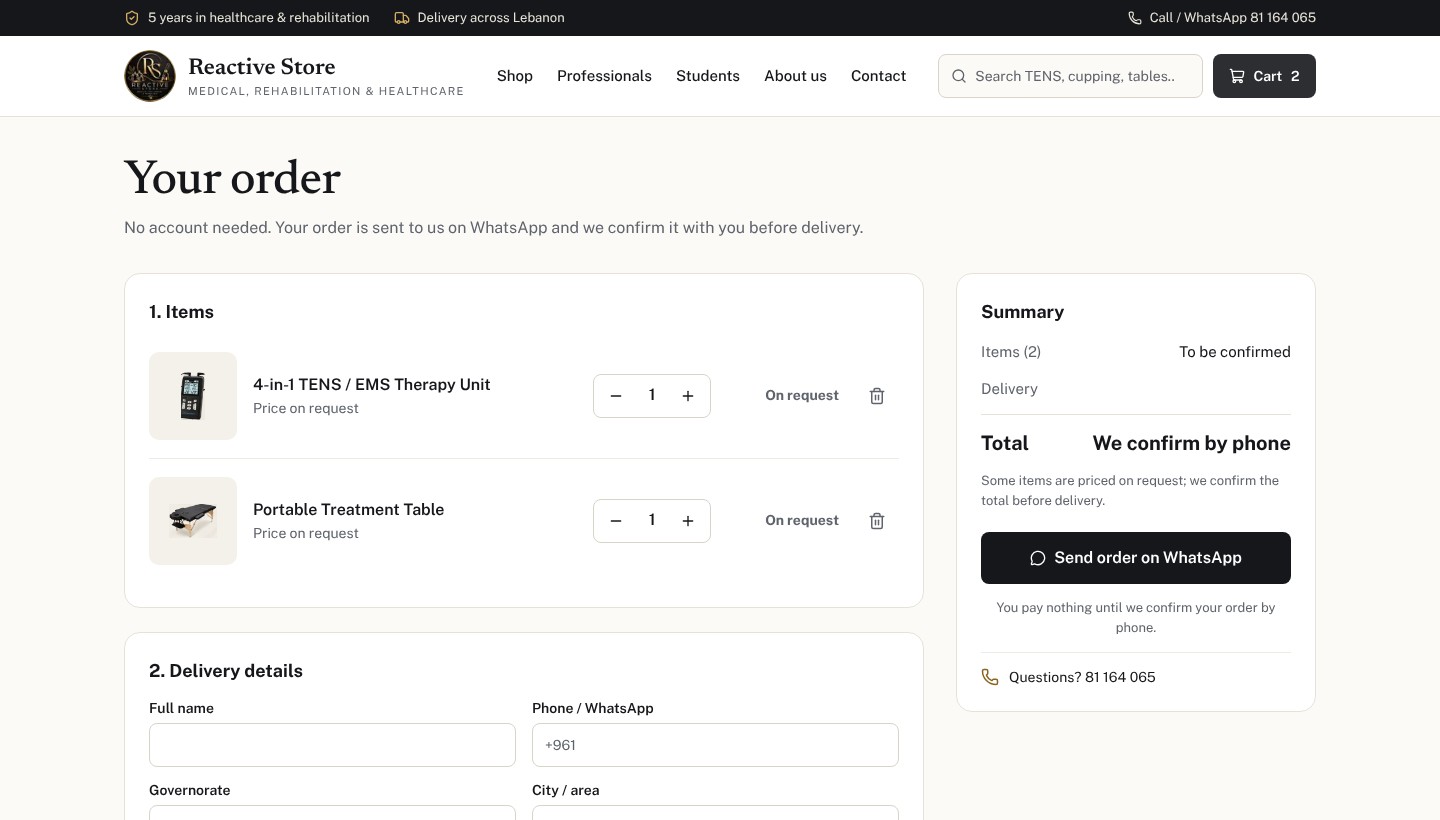 5 years in healthcare & rehabilitation
Delivery across Lebanon
Call / WhatsApp 81 164 065
RS
REACTIVE
Reactive Store
MEDICAL, REHABILITATION & HEALTHCARE
Shop
Professionals
Students
About us
Contact
Search TENS, cupping, tables..
Cart 2
Your order
No account needed. Your order is sent to us on WhatsApp and we confirm it with you before delivery.
1. Items
4-in-1 TENS / EMS Therapy Unit
Price on request
− 1 +
On request
Portable Treatment Table
Price on request
− 1 +
On request
2. Delivery details
Full name
Phone / WhatsApp
+961
Governorate
City / area
Summary
Items (2) To be confirmed
Delivery
Total We confirm by phone
Some items are priced on request; we confirm the
total before delivery.
Send order on WhatsApp
You pay nothing until we confirm your order by
phone.
Questions? 81 164 065